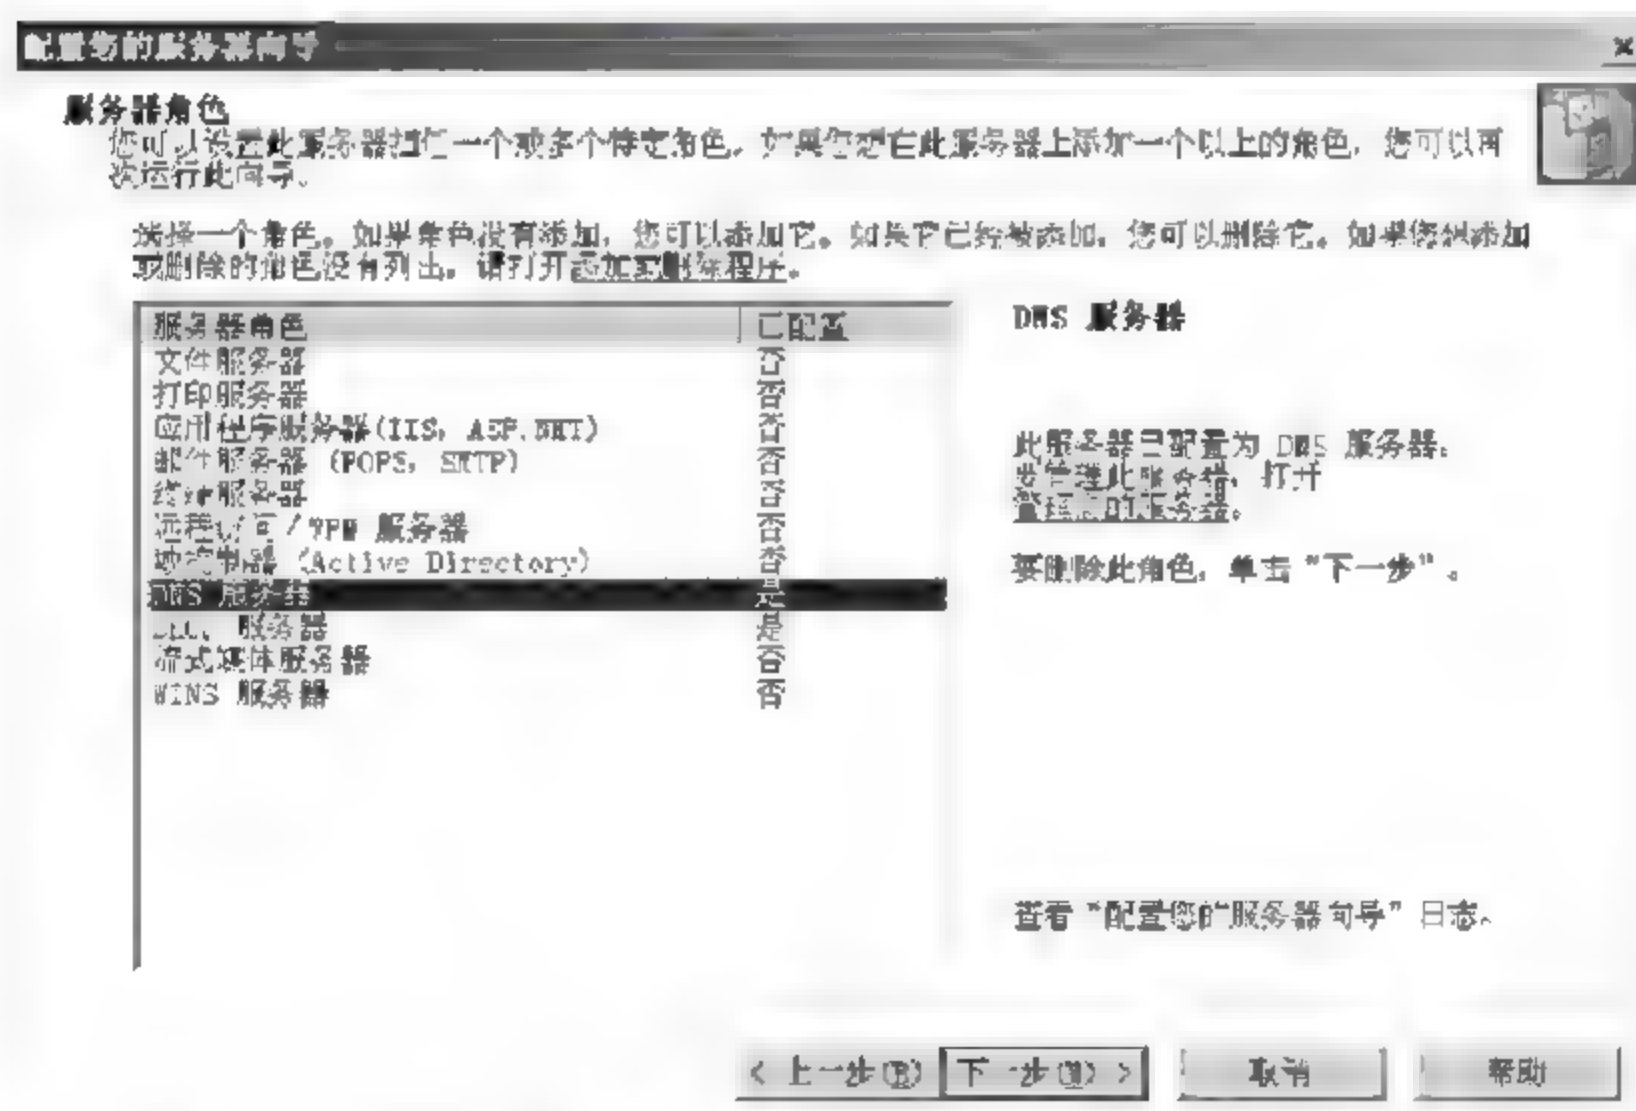 配置您的服务器向导
服务器角色
您可以设置此服务器担任一个或多个特定角色。如果您想在此服务器上添加一个以上的角色，您可以再
次运行此向导。
选择一个角色。如果角色没有添加，您可以添加它。如果它已经被添加，您可以删除它。如果您想添加
或删除的角色没有列出，请打开添加或删除程序。
服务器角色 已配置
文件服务器 否
打印服务器 否
应用程序服务器(IIS, ASP.NET) 否
邮件服务器 (POP3, SMTP) 否
终端服务器 否
远程访问/VPN 服务器 否
域控制器 (Active Directory) 否
DNS 服务器 是
DHCP 服务器 是
流式媒体服务器 否
WINS 服务器 否
DNS 服务器
此服务器已配置为 DNS 服务器。
要管理此服务器，打开
管理您的服务器。
要删除此角色，单击“下一步”。
查看“配置您的服务器向导”日志。
< 上一步(B) 下一步(N) > 取消 帮助